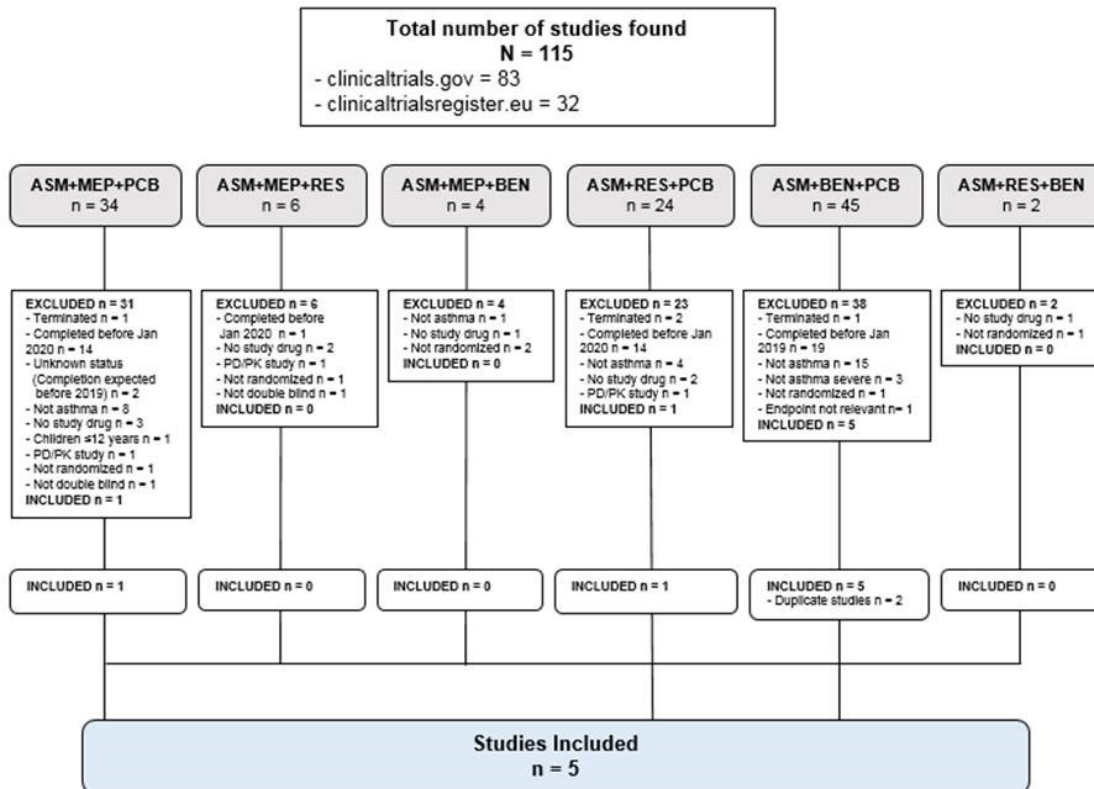 Total number of studies found
N = 115
- clinicaltrials.gov = 83
- clinicaltrialsregister.eu = 32
ASM+MEP+PCB
n = 34
ASM+MEP+RES
n = 6
ASM+MEP+BEN
n = 4
ASM+RES+PCB
n = 24
ASM+BEN+PCB
n = 45
ASM+RES+BEN
n = 2
EXCLUDED n = 31
- Terminated n = 1
- Completed before Jan
2020 n = 14
- Unknown status
(Completion expected
before 2019) n = 2
- Not asthma n = 8
- No study drug n = 3
- Children ≤12 years n = 1
- PD/PK study n = 1
- Not randomized n = 1
- Not double blind n = 1
INCLUDED n = 1
EXCLUDED n = 6
- Completed before
Jan 2020 n = 1
- No study drug n = 2
- PD/PK study n = 1
- Not randomized n = 1
- Not double blind n = 1
INCLUDED n = 0
EXCLUDED n = 4
- Not asthma n = 1
- No study drug n = 1
- Not randomized n = 2
INCLUDED n = 0
EXCLUDED n = 23
- Terminated n = 2
- Completed before Jan
2020 n = 14
- Not asthma n = 4
- No study drug n = 2
- PD/PK study n = 1
INCLUDED n = 1
EXCLUDED n = 38
- Terminated n = 1
- Completed before Jan
2019 n = 19
- Not asthma n = 15
- Not asthma severe n = 3
- Not randomized n = 1
- Endpoint not relevant n= 1
INCLUDED n = 5
EXCLUDED n = 2
- No study drug n = 1
- Not randomized n = 1
INCLUDED n = 0
INCLUDED n = 1
INCLUDED n = 0
INCLUDED n = 0
INCLUDED n = 1
INCLUDED n = 5
- Duplicate studies n = 2
INCLUDED n = 0
Studies Included
n = 5